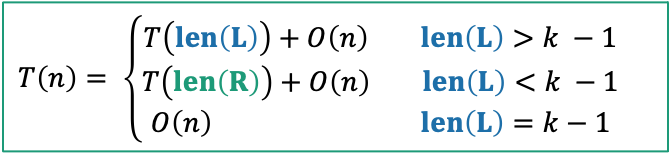 T(len(L)) + O(n) len(L) > k − 1
T(n) = T(len(R)) + O(n) len(L) < k − 1
O(n) len(L) = k − 1